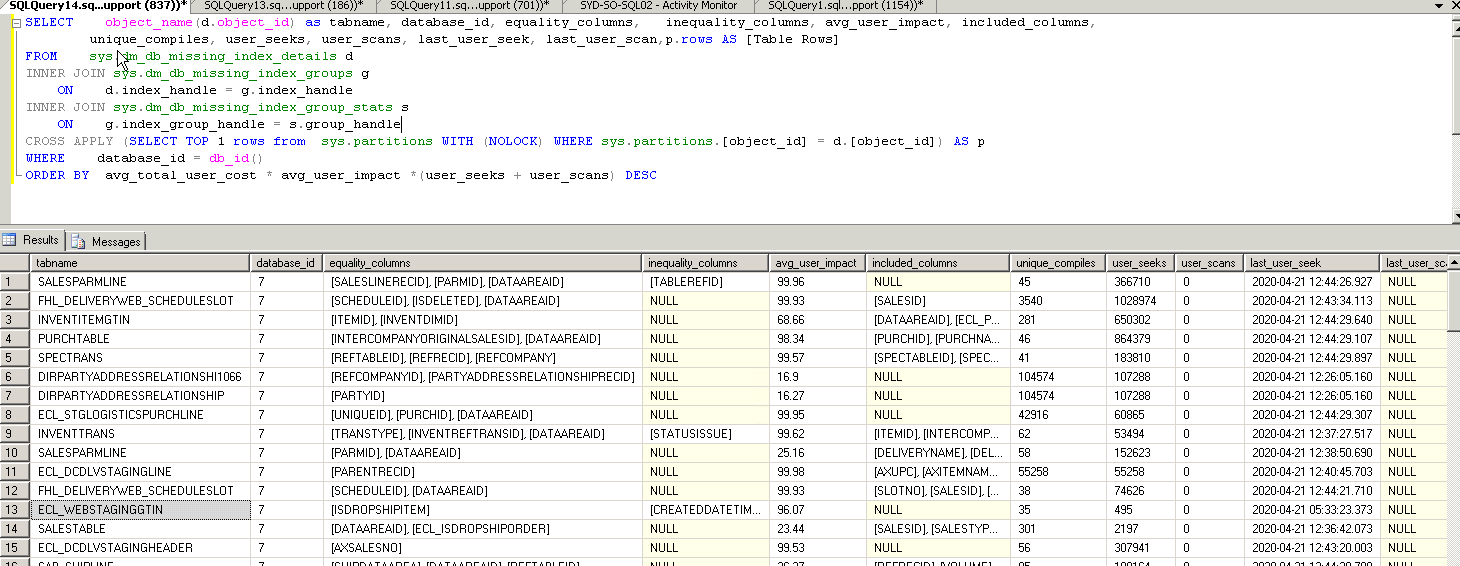 SQLQuery14.sq...upport (837))* SQLQuery13.sq...upport (186))* SQLQuery11.sq...upport (701))* SYD-SO-SQL02 - Activity Monitor SQLQuery1.sq...pport (1154))*
SELECT object_name(d.object_id) as tabname, database_id, equality_columns, inequality_columns, avg_user_impact, included_columns,
unique_compiles, user_seeks, user_scans, last_user_seek, last_user_scan,p.rows AS [Table Rows]
FROM sys.dm_db_missing_index_details d
INNER JOIN sys.dm_db_missing_index_groups g
ON d.index_handle = g.index_handle
INNER JOIN sys.dm_db_missing_index_group_stats s
ON g.index_group_handle = s.group_handle
CROSS APPLY (SELECT TOP 1 rows from sys.partitions WITH (NOLOCK) WHERE sys.partitions.[object_id] = d.[object_id]) AS p
WHERE database_id = db_id()
ORDER BY avg_total_user_cost * avg_user_impact *(user_seeks + user_scans) DESC
Results Messages
tabname database_id equality_columns inequality_columns avg_user_impact included_columns unique_compiles user_seeks user_scans last_user_seek last_user_sc
1 SALESPARMLINE 7 [SALESLINERECID], [PARMID], [DATAAREAID] [TABLEREFID] 99.96 NULL 45 366710 0 2020-04-21 12:44:26.927 NULL
2 FHL_DELIVERYWEB_SCHEDULESLOT 7 [SCHEDULEID], [ISDELETED], [DATAAREAID] NULL 99.93 [SALESID] 3540 1028974 0 2020-04-21 12:43:34.113 NULL
3 INVENTITEMGTIN 7 [ITEMID], [INVENTDIMID] NULL 68.66 [DATAAREAID], [ECL_P... 281 650302 0 2020-04-21 12:44:29.640 NULL
4 PURCHTABLE 7 [INTERCOMPANYORIGINALSALESID], [DATAAREAID] NULL 98.34 [PURCHID], [PURCHNA... 46 864379 0 2020-04-21 12:44:29.107 NULL
5 SPECTRANS 7 [REFTABLEID], [REFRECID], [REFCOMPANY] NULL 99.57 [SPECTABLEID], [SPEC... 41 183810 0 2020-04-21 12:44:29.897 NULL
6 DIRPARTYADDRESSRELATIONSHI1066 7 [REFCOMPANYID], [PARTYADDRESSRELATIONSHIPRECID] NULL 16.9 NULL 104574 107288 0 2020-04-21 12:26:05.160 NULL
7 DIRPARTYADDRESSRELATIONSHIP 7 [PARTYID] NULL 16.27 NULL 104574 107288 0 2020-04-21 12:26:05.160 NULL
8 ECL_STGLOGISTICSPURCHLINE 7 [UNIQUEID], [PURCHID], [DATAAREAID] NULL 99.95 NULL 42916 60865 0 2020-04-21 12:44:29.307 NULL
9 INVENTTRANS 7 [TRANSTYPE], [INVENTREFTRANSID], [DATAAREAID] [STATUSISSUE] 99.62 [ITEMID], [INTERCOMP... 62 53494 0 2020-04-21 12:37:27.517 NULL
10 SALESPARMLINE 7 [PARMID], [DATAAREAID] NULL 25.16 [DELIVERYNAME], [DEL... 58 152623 0 2020-04-21 12:38:50.690 NULL
11 ECL_DCDLVSTAGINGLINE 7 [PARENTRECID] NULL 99.98 [AXUPC], [AXITEMNAM... 55258 55258 0 2020-04-21 12:40:45.703 NULL
12 FHL_DELIVERYWEB_SCHEDULESLOT 7 [SCHEDULEID], [DATAAREAID] NULL 99.93 [SLOTNO], [SALESID], [... 38 74626 0 2020-04-21 12:44:21.710 NULL
13 ECL_WEBSTAGINGGTIN 7 [ISDROPSHIPITEM] [CREATEDDATETIM... 96.07 NULL 35 495 0 2020-04-21 05:33:23.373 NULL
14 SALESTABLE 7 [DATAAREAID], [ECL_ISDROPSHIPORDER] NULL 23.44 [SALESID], [SALESTYP... 301 2197 0 2020-04-21 12:36:42.073 NULL
15 ECL_DCDLVSTAGINGHEADER 7 [AXSALESNO] NULL 99.53 NULL 56 307941 0 2020-04-21 12:43:20.003 NULL